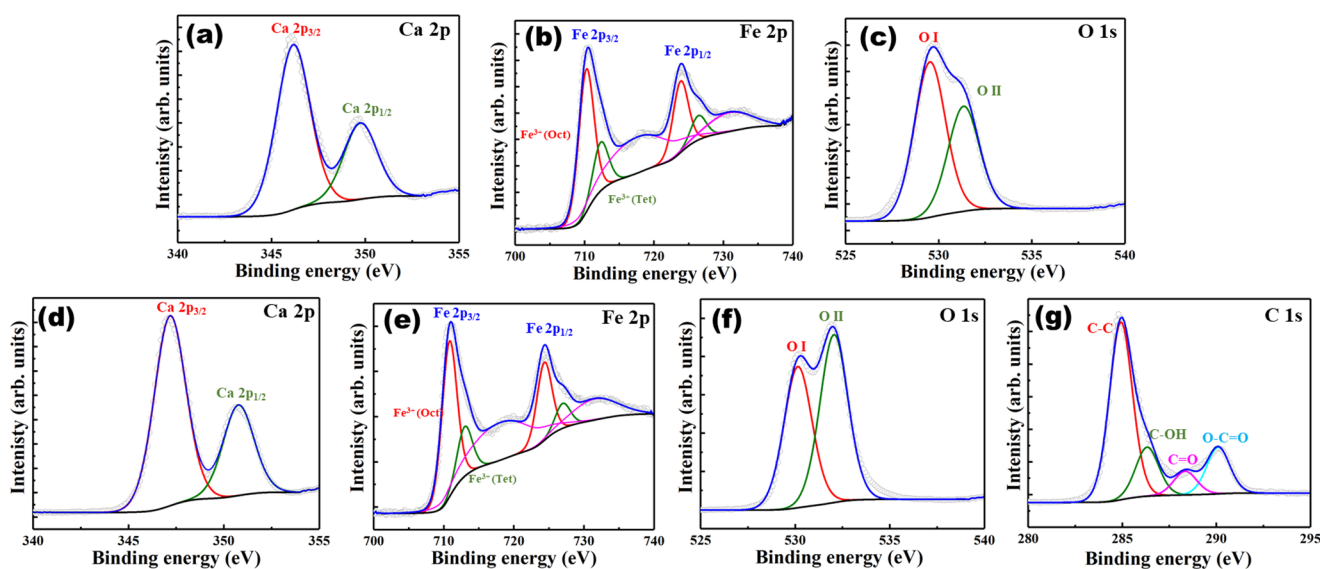 (a)
Ca 2p
Ca 2p3/2
Ca 2p1/2
Intenisty (arb. units)
340 345 350 355
Binding energy (eV)
(b)
Fe 2p
Fe 2p3/2
Fe 2p1/2
Fe³⁺(Oct)
Fe³⁺(Tet)
Intenisty (arb. units)
700 710 720 730 740
Binding energy (eV)
(c)
O 1s
O I
O II
Intenisty (arb. units)
525 530 535 540
Binding energy (eV)
(d)
Ca 2p
Ca 2p3/2
Ca 2p1/2
Intenisty (arb. units)
340 345 350 355
Binding energy (eV)
(e)
Fe 2p
Fe 2p3/2
Fe 2p1/2
Fe³⁺(Oct)
Fe³⁺(Tet)
Intenisty (arb. units)
700 710 720 730 740
Binding energy (eV)
(f)
O 1s
O I
O II
Intenisty (arb. units)
525 530 535 540
Binding energy (eV)
(g)
C 1s
C-C
C-OH
C=O
O-C=O
Intenisty (arb. units)
280 285 290 295
Binding energy (eV)